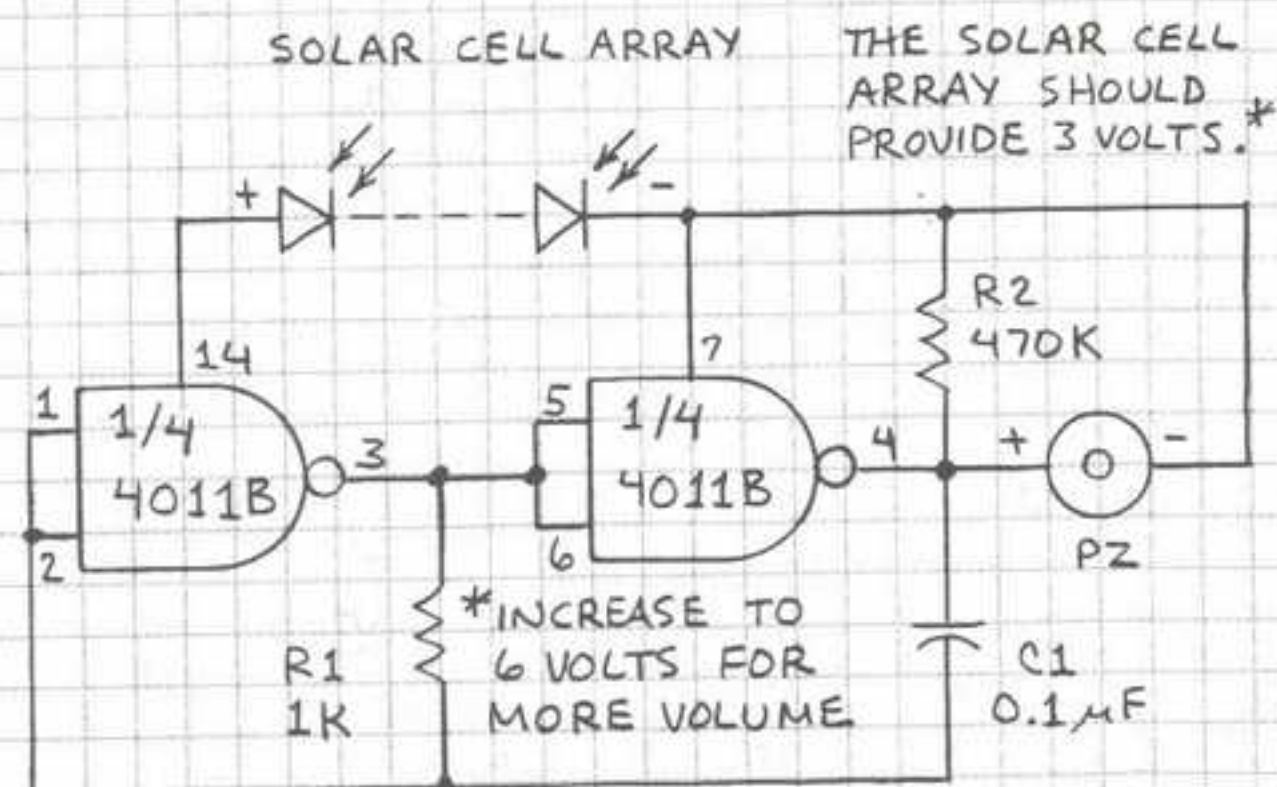 SOLAR CELL ARRAY
THE SOLAR CELL
ARRAY SHOULD
PROVIDE 3 VOLTS.*
+
-
14
7
R2
470K
1
1/4
4011B
2
3
5
1/4
4011B
6
4
+
-
PZ
R1
1K
*INCREASE TO
6 VOLTS FOR
MORE VOLUME
C1
0.1µF